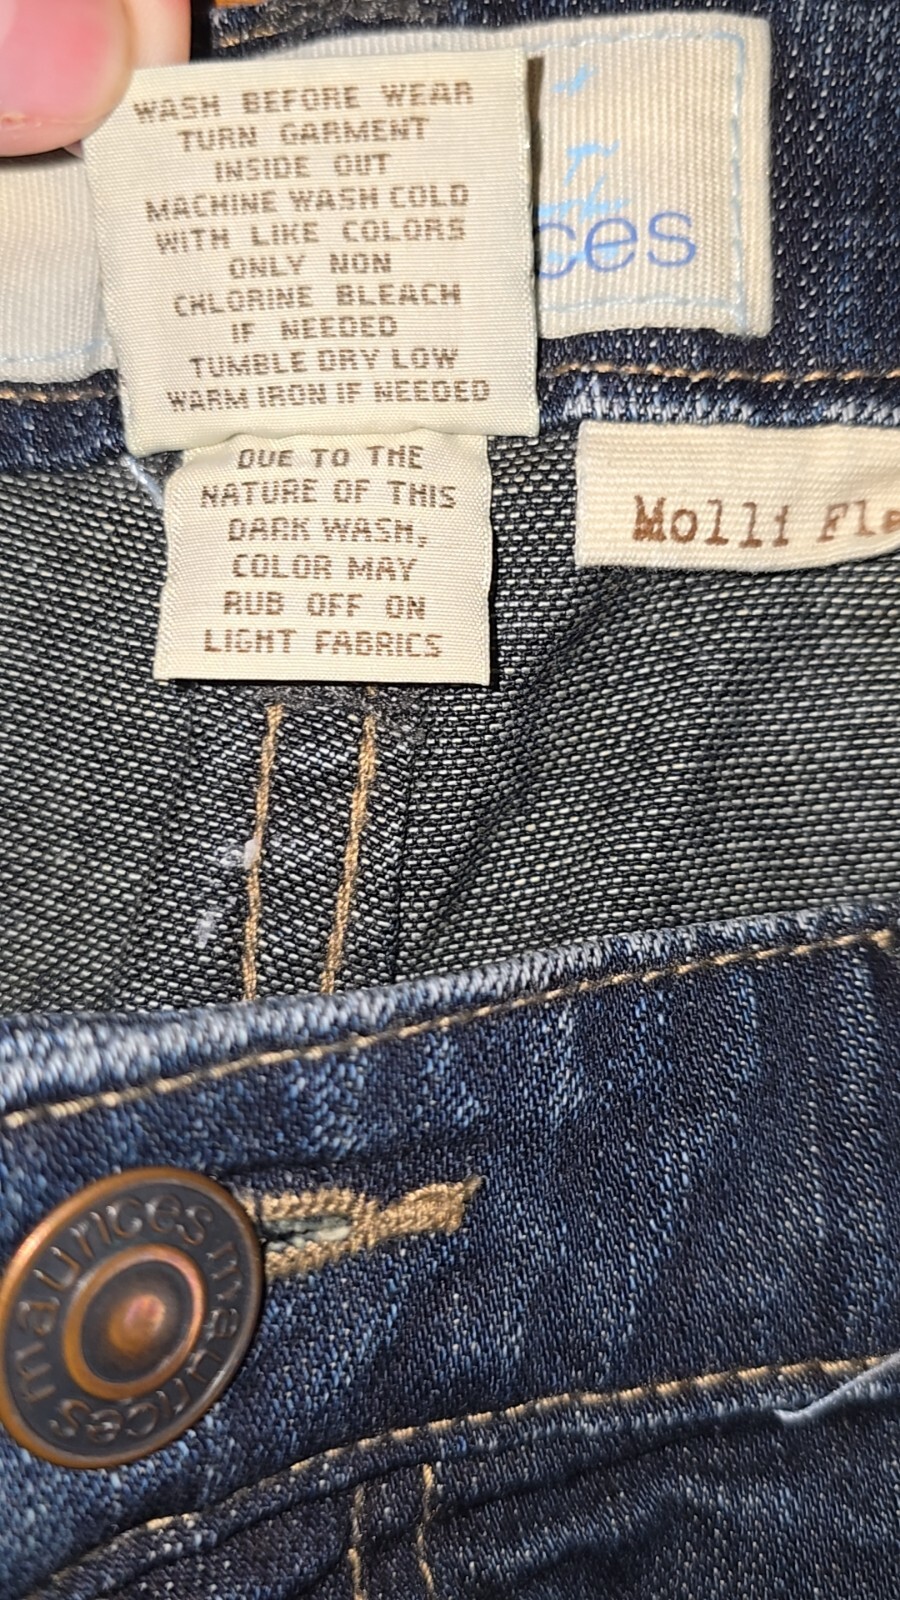 WASH BEFORE WEAR
TURN GARMENT
INSIDE OUT
MACHINE WASH COLD
WITH LIKE COLORS
ONLY NON
CHLORINE BLEACH
IF NEEDED
TUMBLE DRY LOW
WARM IRON IF NEEDED
DUE TO THE
NATURE OF THIS
DARK WASH,
COLOR MAY
RUB OFF ON
LIGHT FABRICS
ces
Molli Fla
maurices maurices